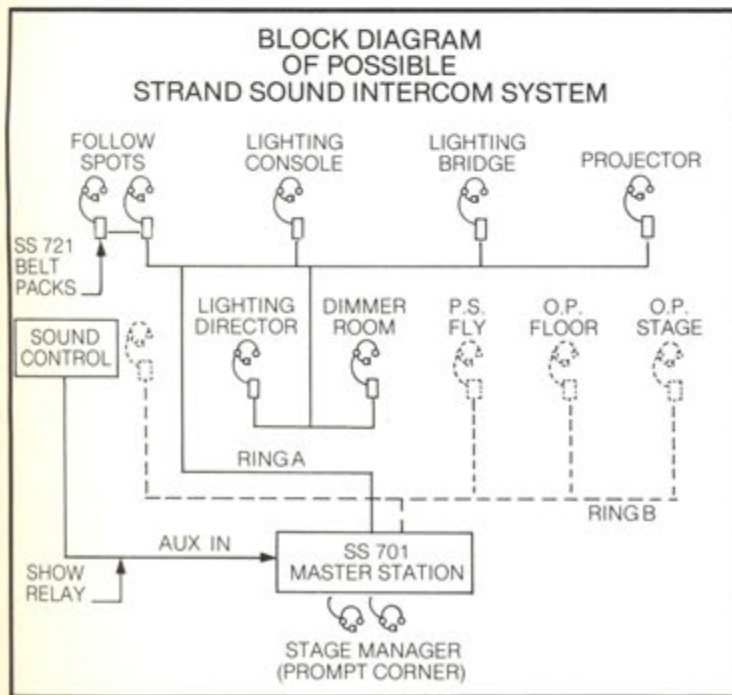 BLOCK DIAGRAM
OF POSSIBLE
STRAND SOUND INTERCOM SYSTEM
FOLLOW
SPOTS
LIGHTING
CONSOLE
LIGHTING
BRIDGE
PROJECTOR
SS 721
BELT
PACKS
SOUND
CONTROL
LIGHTING
DIRECTOR
DIMMER
ROOM
P.S.
FLY
O.P.
FLOOR
O.P.
STAGE
RING A
RING B
AUX IN
SHOW
RELAY
SS 701
MASTER STATION
STAGE MANAGER
(PROMPT CORNER)